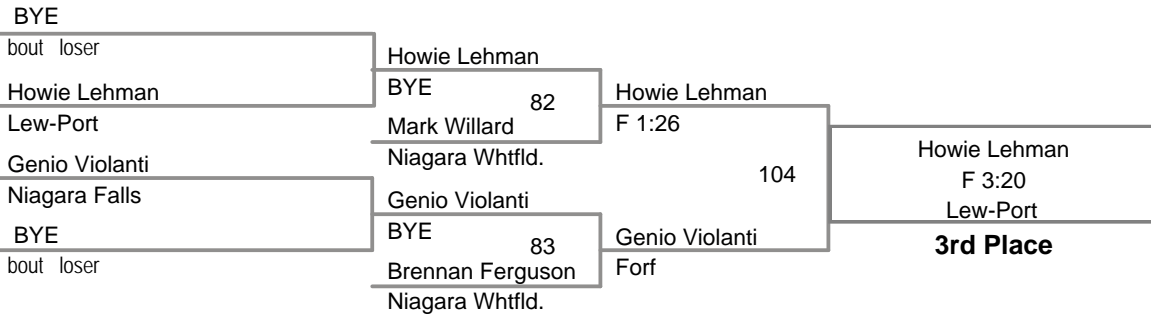 BYE
bout loser
Howie Lehman
Lew-Port
Genio Violanti
Niagara Falls
BYE
bout loser
Howie Lehman
BYE
82
Mark Willard
Niagara Whtfld.
Genio Violanti
BYE
83
Brennan Ferguson
Niagara Whtfld.
Howie Lehman
F 1:26
104
Genio Violanti
Forf
Howie Lehman
F 3:20
Lew-Port
3rd Place